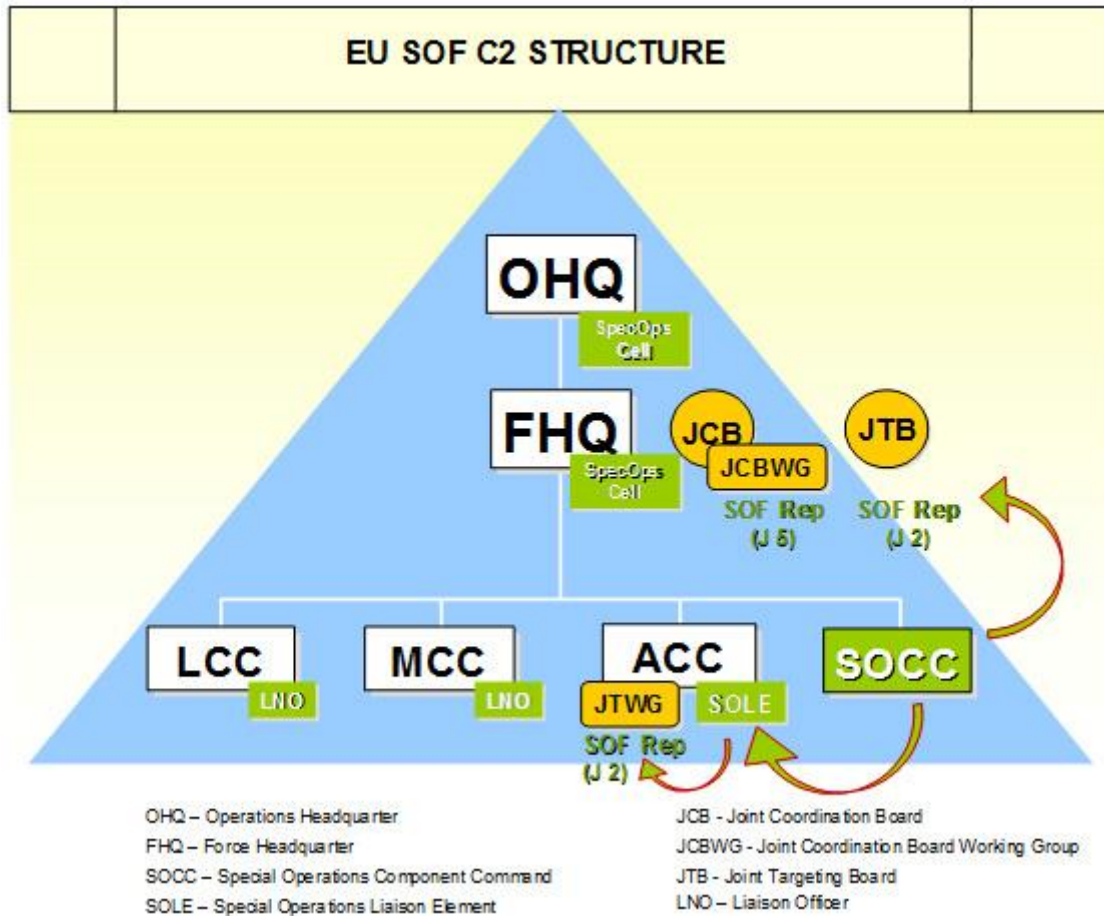 EU SOF C2 STRUCTURE
OHQ
SpecOps
Cell
FHQ
SpecOps
Cell
JCB
JCBWG
SOF Rep
(J 5)
JTB
SOF Rep
(J 2)
LCC
LNO
MCC
LNO
ACC
JTWG
SOLE
SOF Rep
(J 2)
SOCC
OHQ – Operations Headquarter
FHQ – Force Headquarter
SOCC – Special Operations Component Command
SOLE – Special Operations Liaison Element
JCB - Joint Coordination Board
JCBWG - Joint Coordination Board Working Group
JTB - Joint Targeting Board
LNO – Liaison Officer